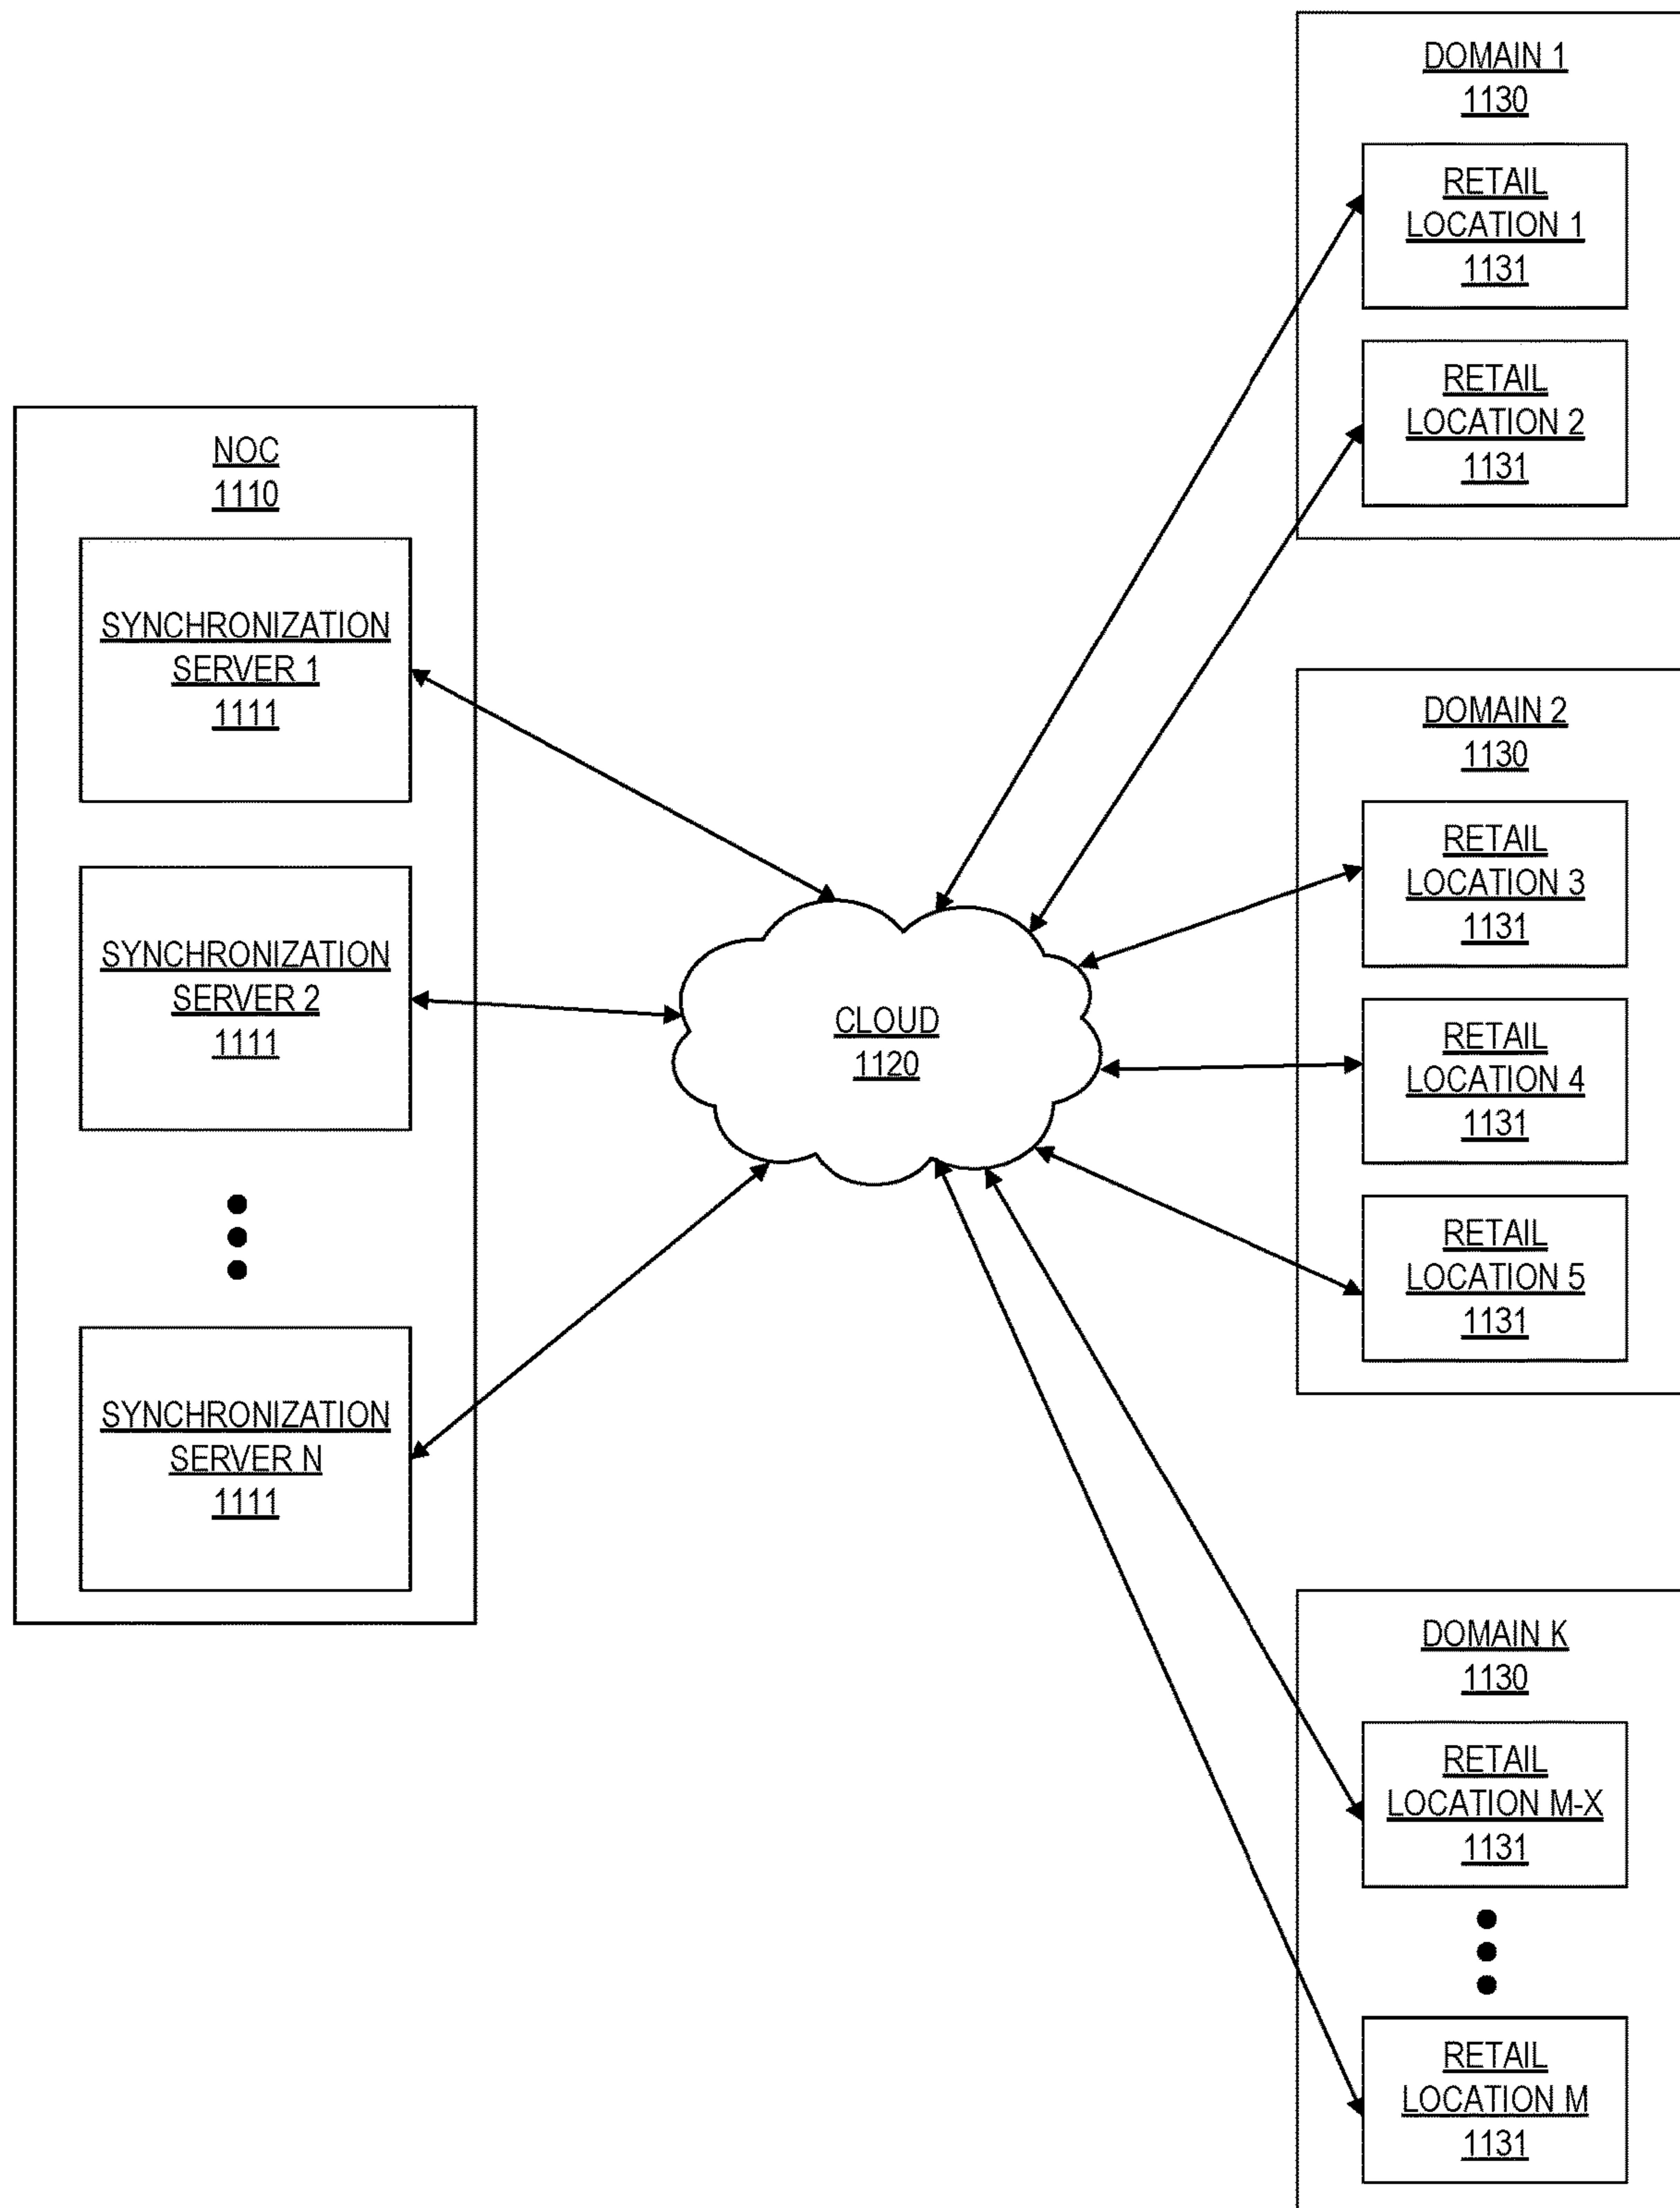 NOC
1110
SYNCHRONIZATION
SERVER 1
1111
SYNCHRONIZATION
SERVER 2
1111
SYNCHRONIZATION
SERVER N
1111
CLOUD
1120
DOMAIN 1
1130
RETAIL
LOCATION 1
1131
RETAIL
LOCATION 2
1131
DOMAIN 2
1130
RETAIL
LOCATION 3
1131
RETAIL
LOCATION 4
1131
RETAIL
LOCATION 5
1131
DOMAIN K
1130
RETAIL
LOCATION M-X
1131
RETAIL
LOCATION M
1131